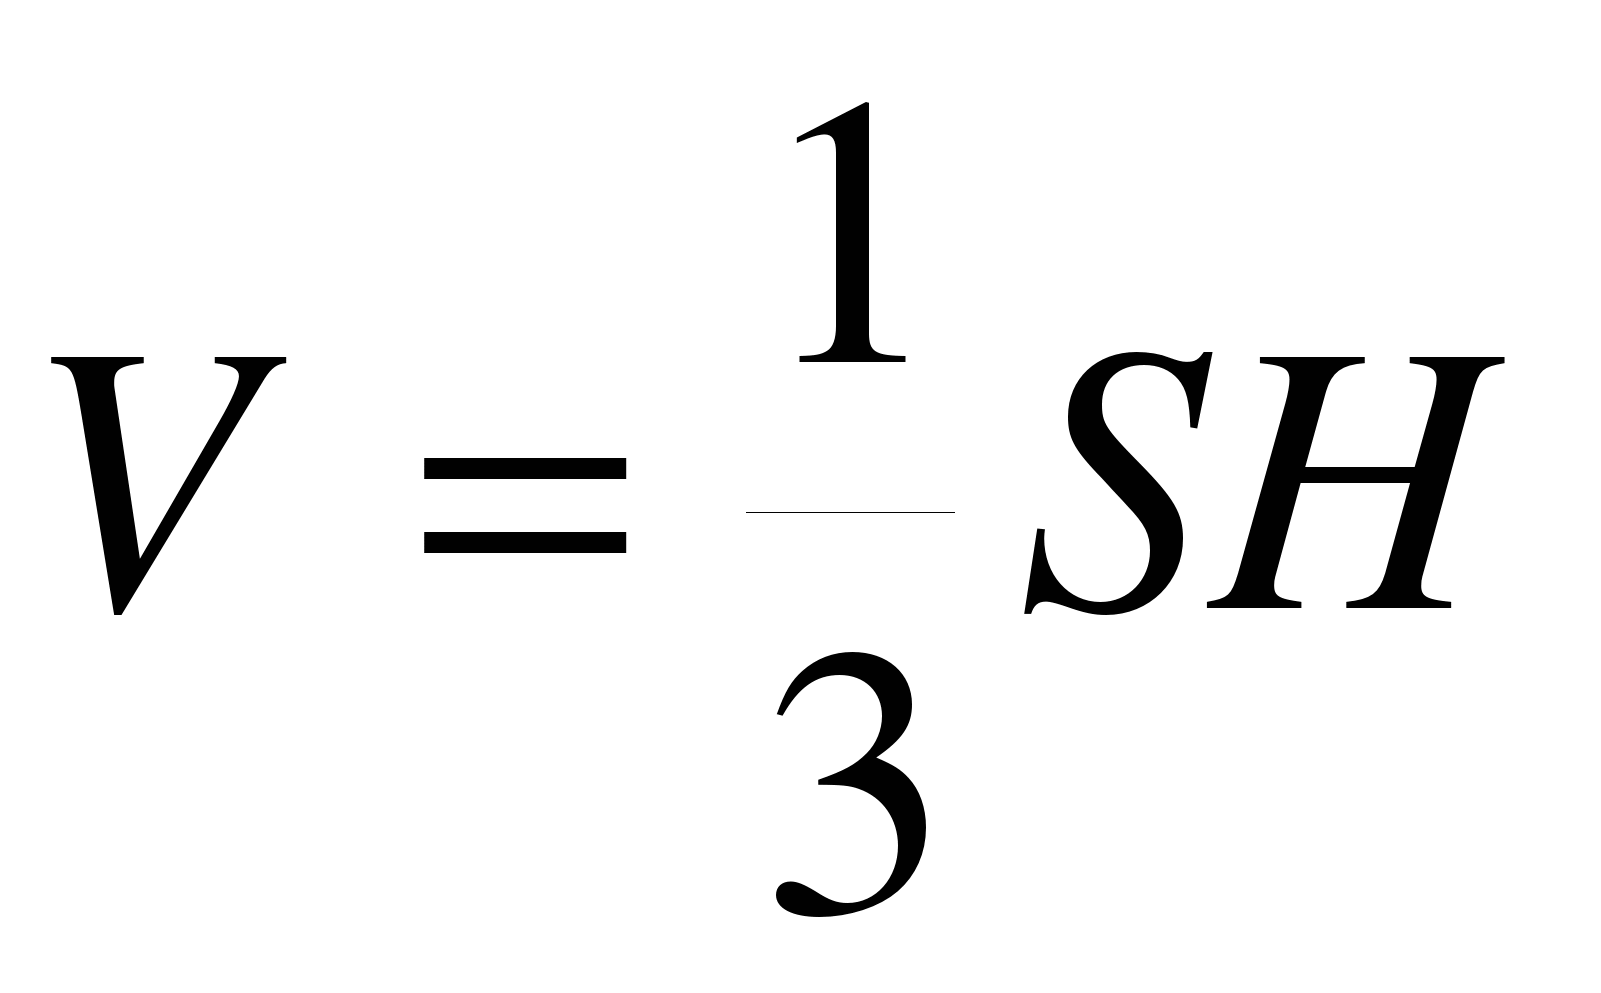 V = 1/3 SH